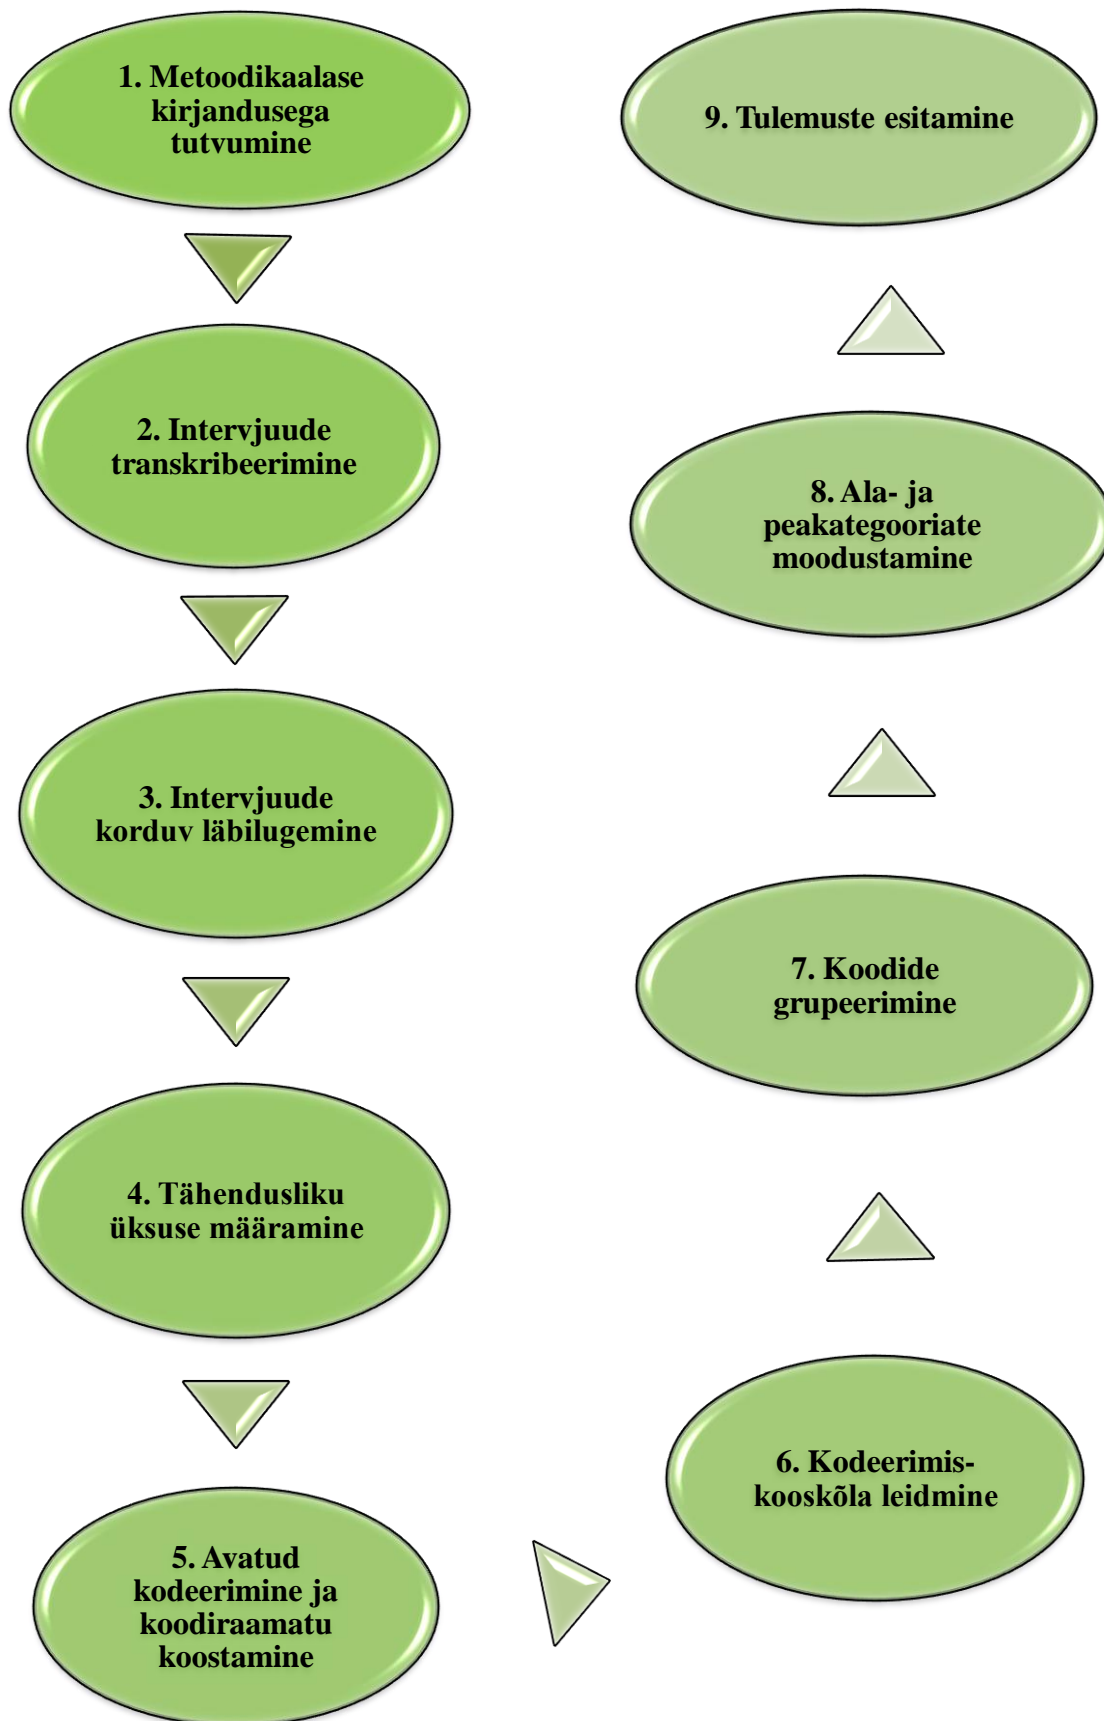 1. Metoodikaalase
kirjandusega
tutvumine
2. Intervjuude
transkribeerimine
3. Intervjuude
korduv läbilugemine
4. Tähendusliku
üksuse määramine
5. Avatud
kodeerimine ja
koodiraamatu
koostamine
6. Kodeerimis-
kooskõla leidmine
7. Koodide
grupeerimine
8. Ala- ja
peakategooriate
moodustamine
9. Tulemuste esitamine